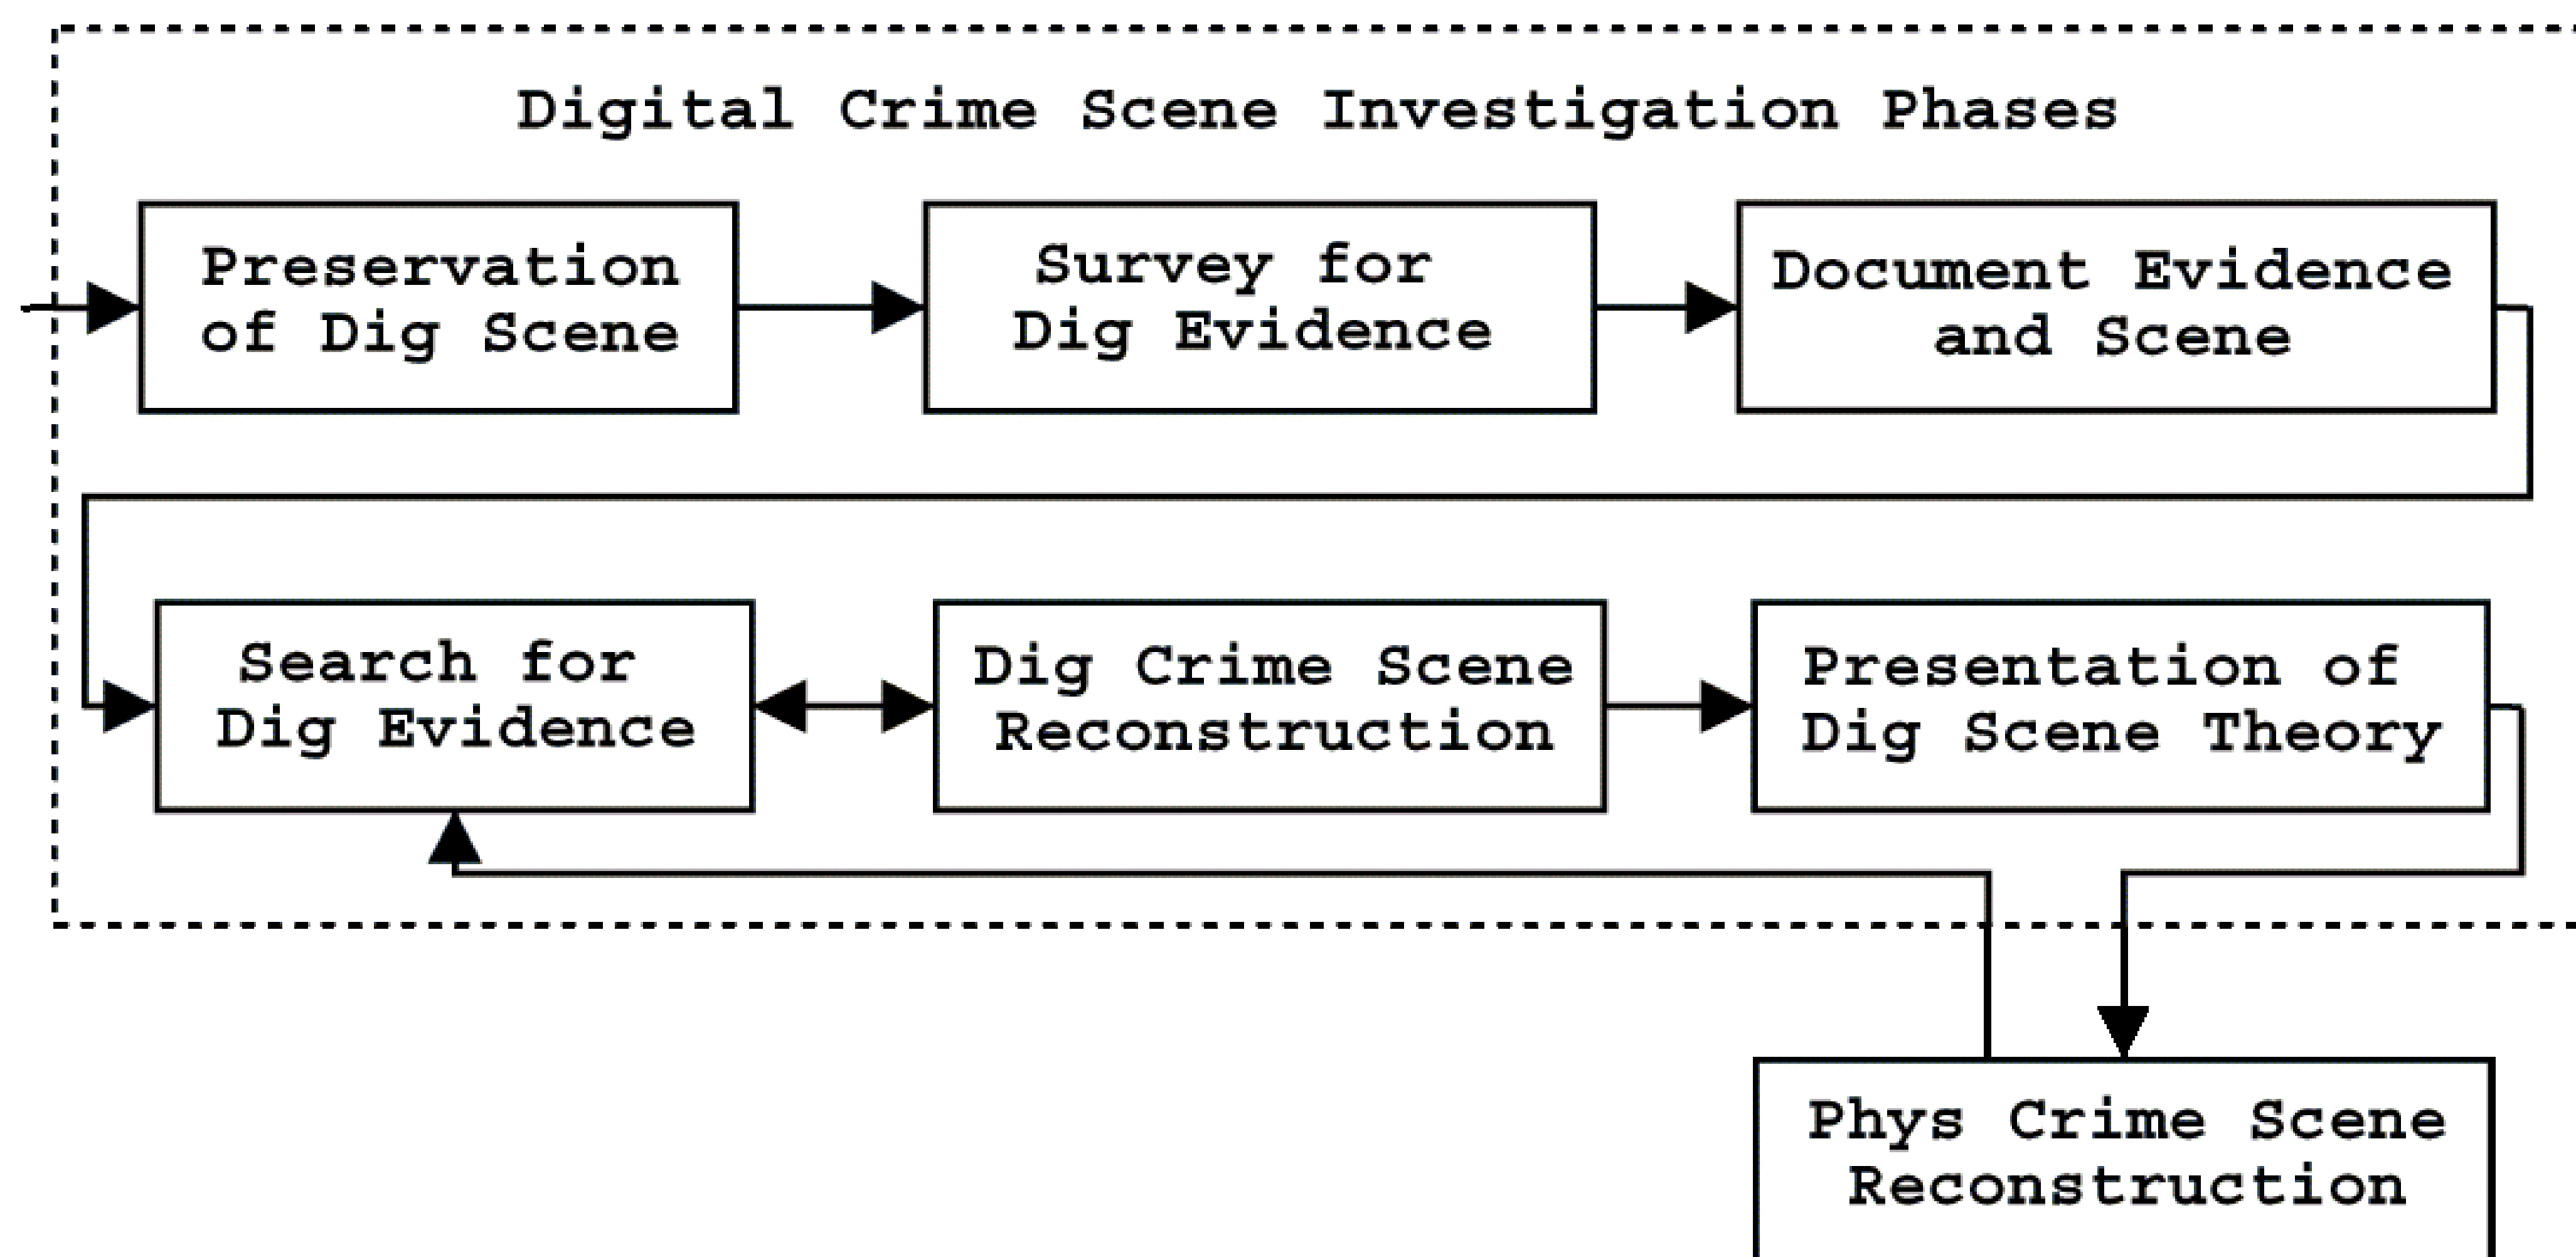 Digital Crime Scene Investigation Phases
Preservation
of Dig Scene
Survey for
Dig Evidence
Document Evidence
and Scene
Search for
Dig Evidence
Dig Crime Scene
Reconstruction
Presentation of
Dig Scene Theory
Phys Crime Scene
Reconstruction